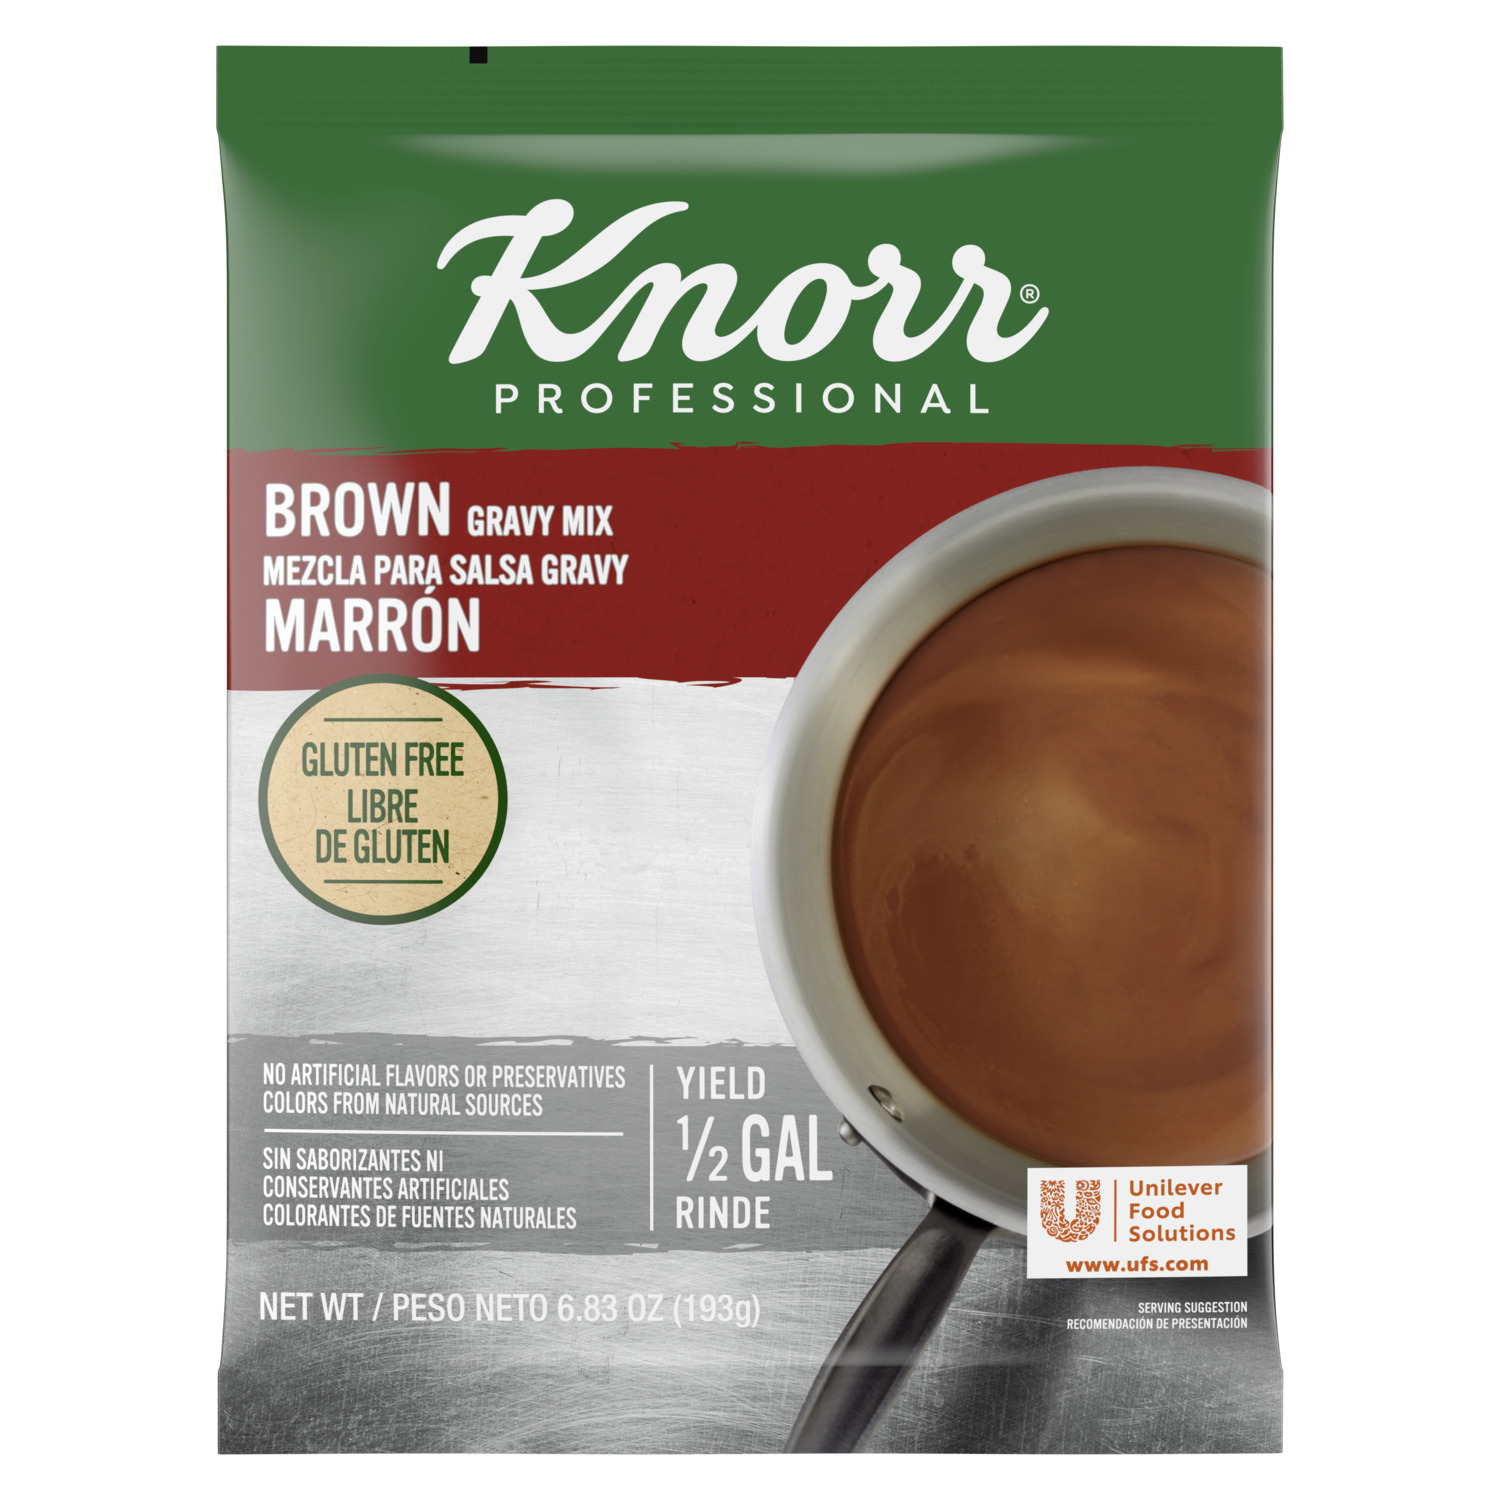 Knorr®
PROFESSIONAL
BROWN GRAVY MIX
MEZCLA PARA SALSA GRAVY
MARRÓN
GLUTEN FREE
LIBRE
DE GLUTEN
NO ARTIFICIAL FLAVORS OR PRESERVATIVES
COLORS FROM NATURAL SOURCES
SIN SABORIZANTES NI
CONSERVANTES ARTIFICIALES
COLORANTES DE FUENTES NATURALES
YIELD
½ GAL
RINDE
Unilever
Food
Solutions
www.ufs.com
NET WT / PESO NETO 6.83 OZ (193g)
SERVING SUGGESTION
RECOMENDACIÓN DE PRESENTACIÓN